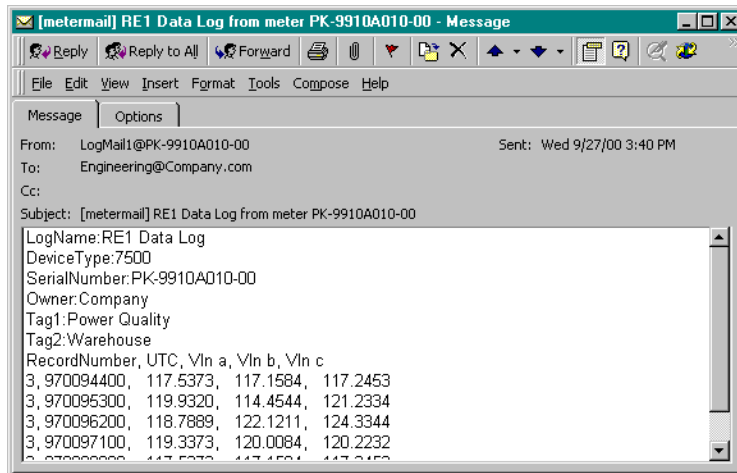 [metermail] RE1 Data Log from meter PK-9910A010-00 - Message
Reply Reply to All Forward
File Edit View Insert Format Tools Compose Help
Message Options
From: LogMail1@PK-9910A010-00 Sent: Wed 9/27/00 3:40 PM
To: Engineering@Company.com
Cc:
Subject: [metermail] RE1 Data Log from meter PK-9910A010-00
LogName:RE1 Data Log
DeviceType:7500
SerialNumber:PK-9910A010-00
Owner:Company
Tag1:Power Quality
Tag2:Warehouse
RecordNumber, UTC, Vln a, Vln b, Vln c
3, 970094400, 117.5373, 117.1584, 117.2453
3, 970095300, 119.9320, 114.4544, 121.2334
3, 970096200, 118.7889, 122.1211, 124.3344
3, 970097100, 119.3373, 120.0084, 120.2232